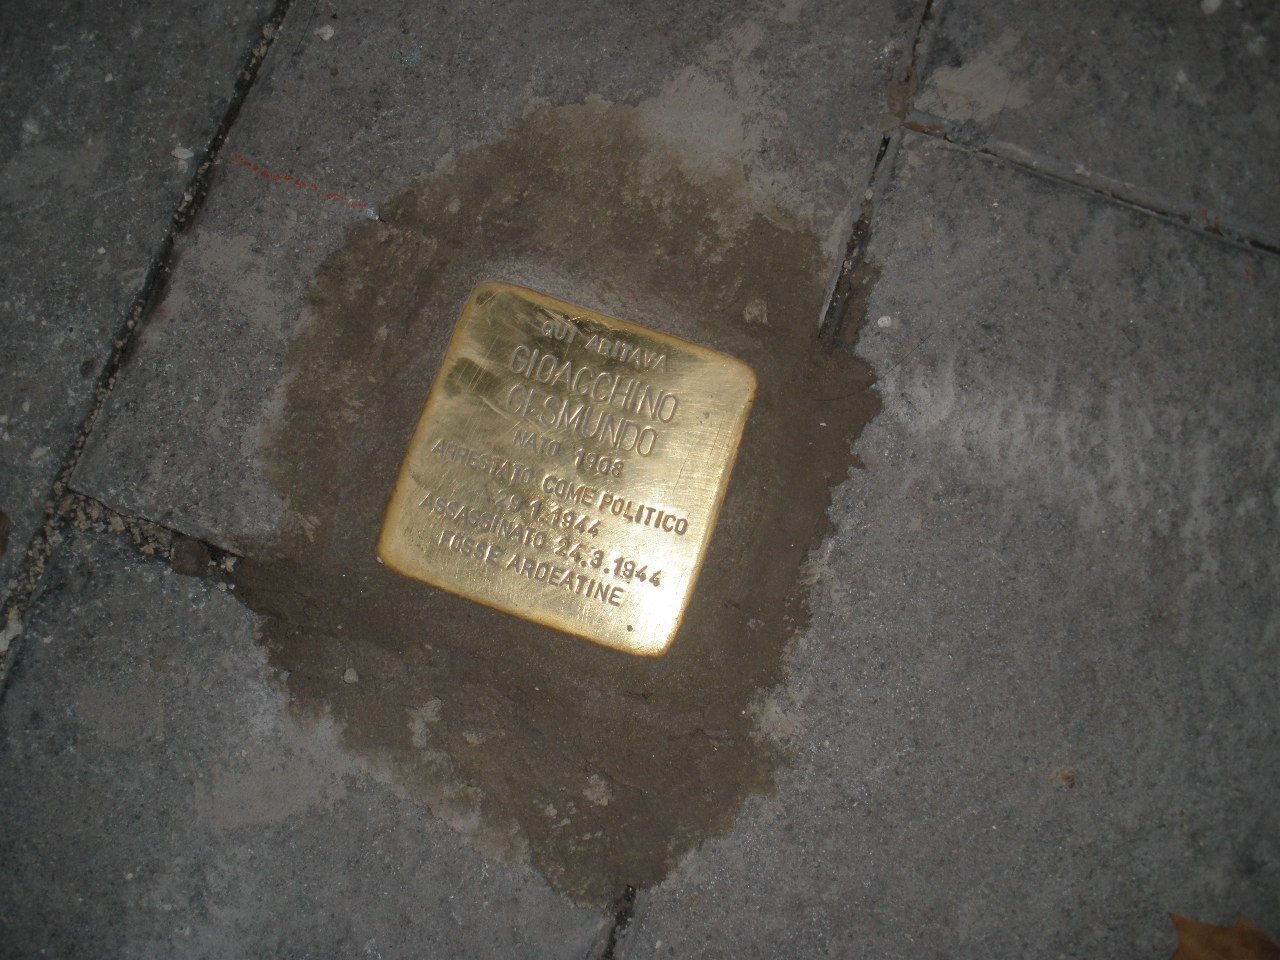 QUI ABITAVA
GIOACCHINO
GESMUNDO
NATO 1908
ARRESTATO COME POLITICO
29.1.1944
ASSASSINATO 24.3.1944
FOSSE ARDEATINE